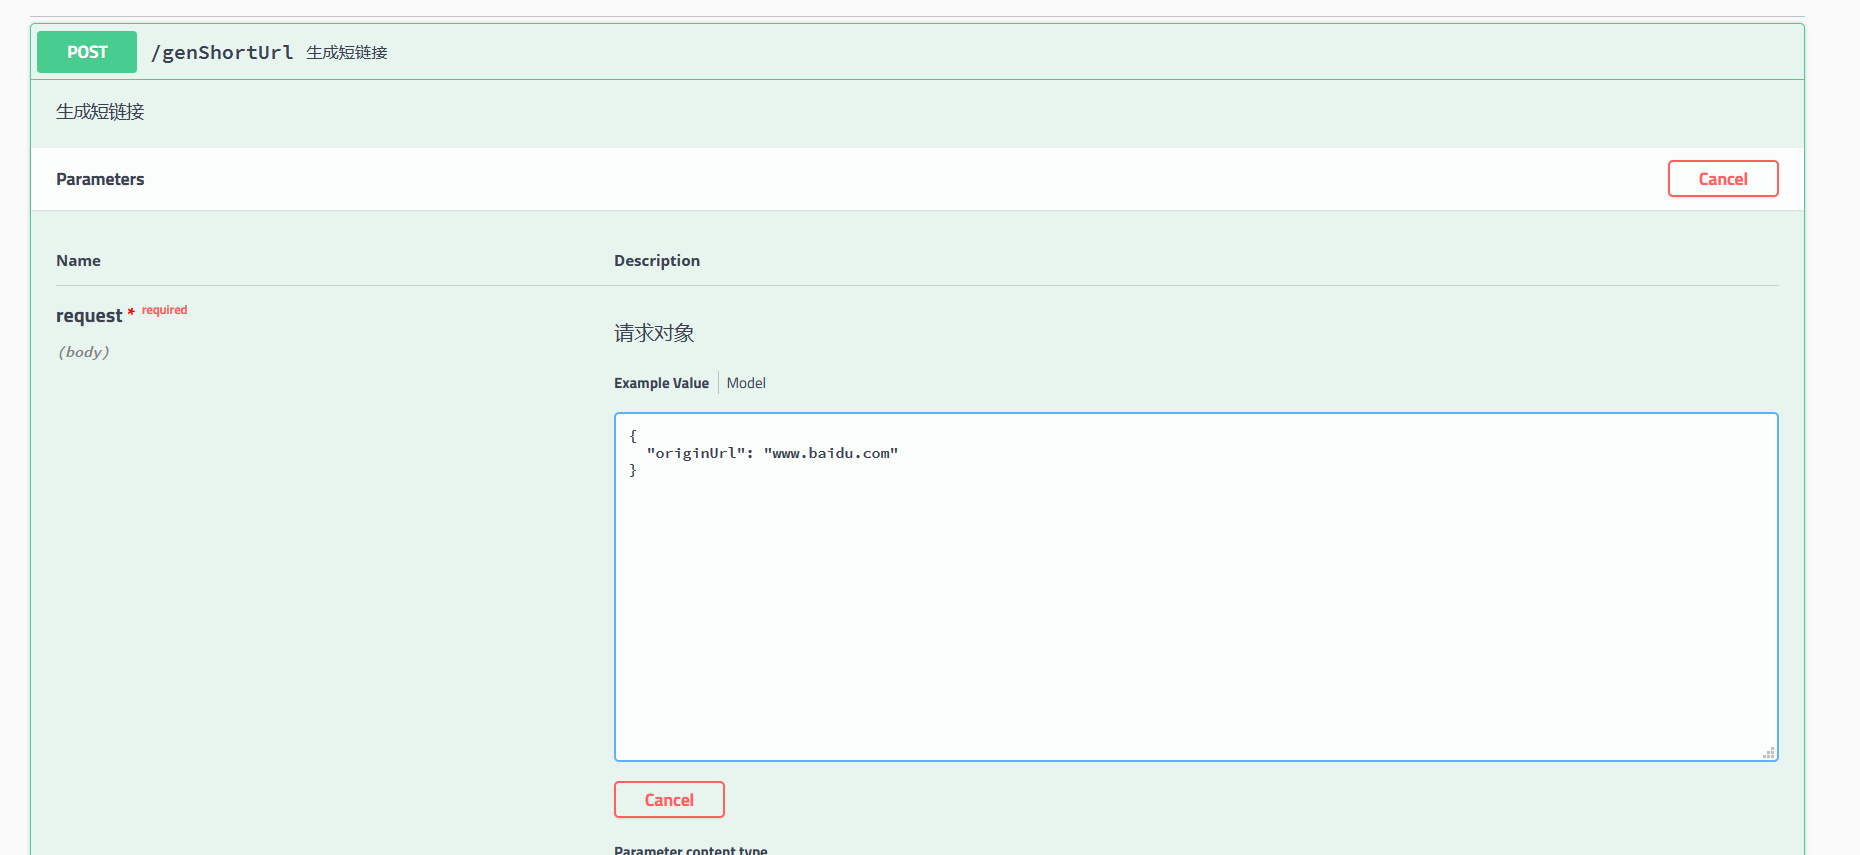 POST /genShortUrl 生成短链接
生成短链接
Parameters Cancel
Name Description
request * required
(body)
请求对象
Example Value Model
{
"originUrl": "www.baidu.com"
}
Cancel
Parameter content type